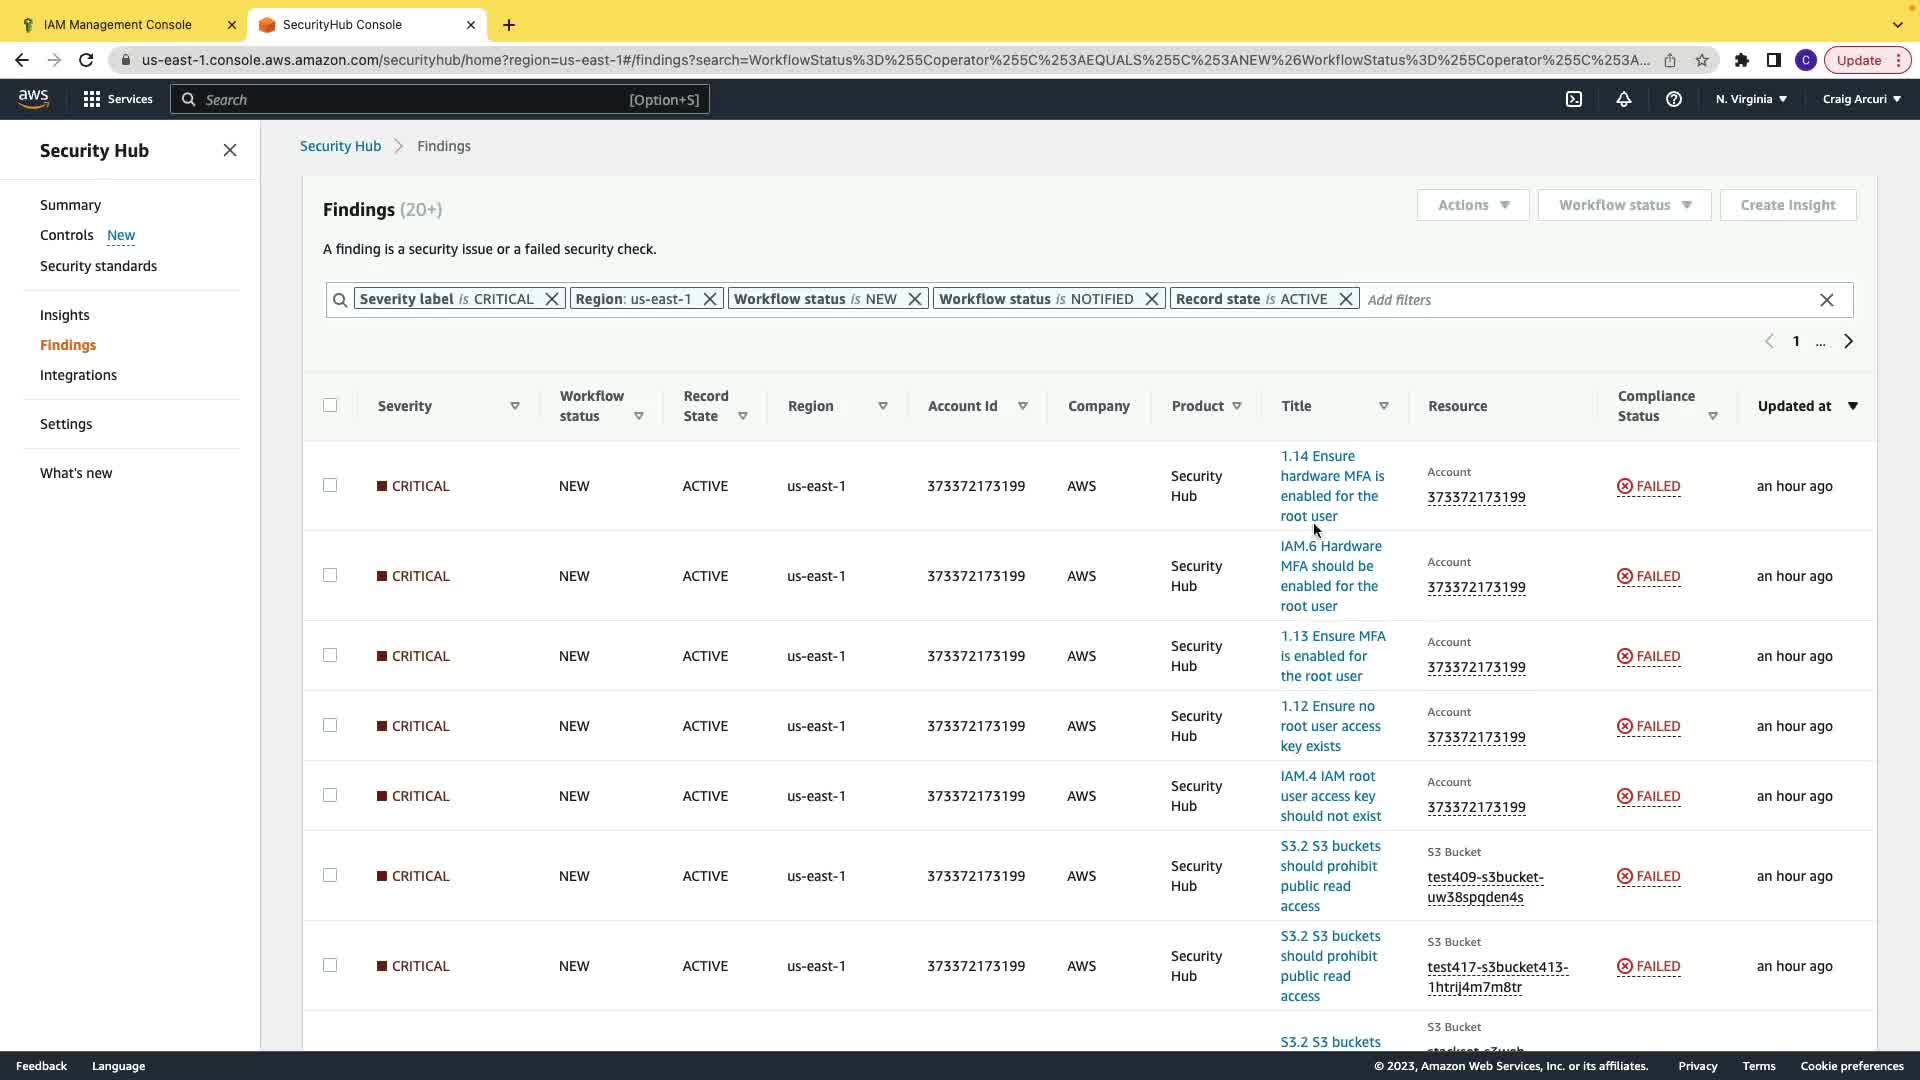 IAM Management Console
SecurityHub Console
us-east-1.console.aws.amazon.com/securityhub/home?region=us-east-1#/findings?search=WorkflowStatus%3D%255Coperator%255C%253AEQUALS%255C%253ANEW%26WorkflowStatus%3D%255Coperator%255C%253A...
C
Update
aws
Services
Search
[Option+S]
N. Virginia
Craig Arcuri
Security Hub
Summary
Controls New
Security standards
Insights
Findings
Integrations
Settings
What's new
Security Hub > Findings
Findings (20+)
Actions
Workflow status
Create insight
A finding is a security issue or a failed security check.
Severity label is CRITICAL
Region: us-east-1
Workflow status is NEW
Workflow status is NOTIFIED
Record state is ACTIVE
Add filters
1 ...
Severity
Workflow
status
Record
State
Region
Account Id
Company
Product
Title
Resource
Compliance
Status
Updated at
CRITICAL
NEW
ACTIVE
us-east-1
373372173199
AWS
Security
Hub
1.14 Ensure
hardware MFA is
enabled for the
root user
Account
373372173199
FAILED
an hour ago
CRITICAL
NEW
ACTIVE
us-east-1
373372173199
AWS
Security
Hub
IAM.6 Hardware
MFA should be
enabled for the
root user
Account
373372173199
FAILED
an hour ago
CRITICAL
NEW
ACTIVE
us-east-1
373372173199
AWS
Security
Hub
1.13 Ensure MFA
is enabled for
the root user
Account
373372173199
FAILED
an hour ago
CRITICAL
NEW
ACTIVE
us-east-1
373372173199
AWS
Security
Hub
1.12 Ensure no
root user access
key exists
Account
373372173199
FAILED
an hour ago
CRITICAL
NEW
ACTIVE
us-east-1
373372173199
AWS
Security
Hub
IAM.4 IAM root
user access key
should not exist
Account
373372173199
FAILED
an hour ago
CRITICAL
NEW
ACTIVE
us-east-1
373372173199
AWS
Security
Hub
S3.2 S3 buckets
should prohibit
public read
access
S3 Bucket
test409-s3bucket-
uw38spqden4s
FAILED
an hour ago
CRITICAL
NEW
ACTIVE
us-east-1
373372173199
AWS
Security
Hub
S3.2 S3 buckets
should prohibit
public read
access
S3 Bucket
test417-s3bucket413-
1htrij4m7m8tr
FAILED
an hour ago
S3.2 S3 buckets
S3 Bucket
Feedback
Language
© 2023, Amazon Web Services, Inc. or its affiliates.
Privacy
Terms
Cookie preferences